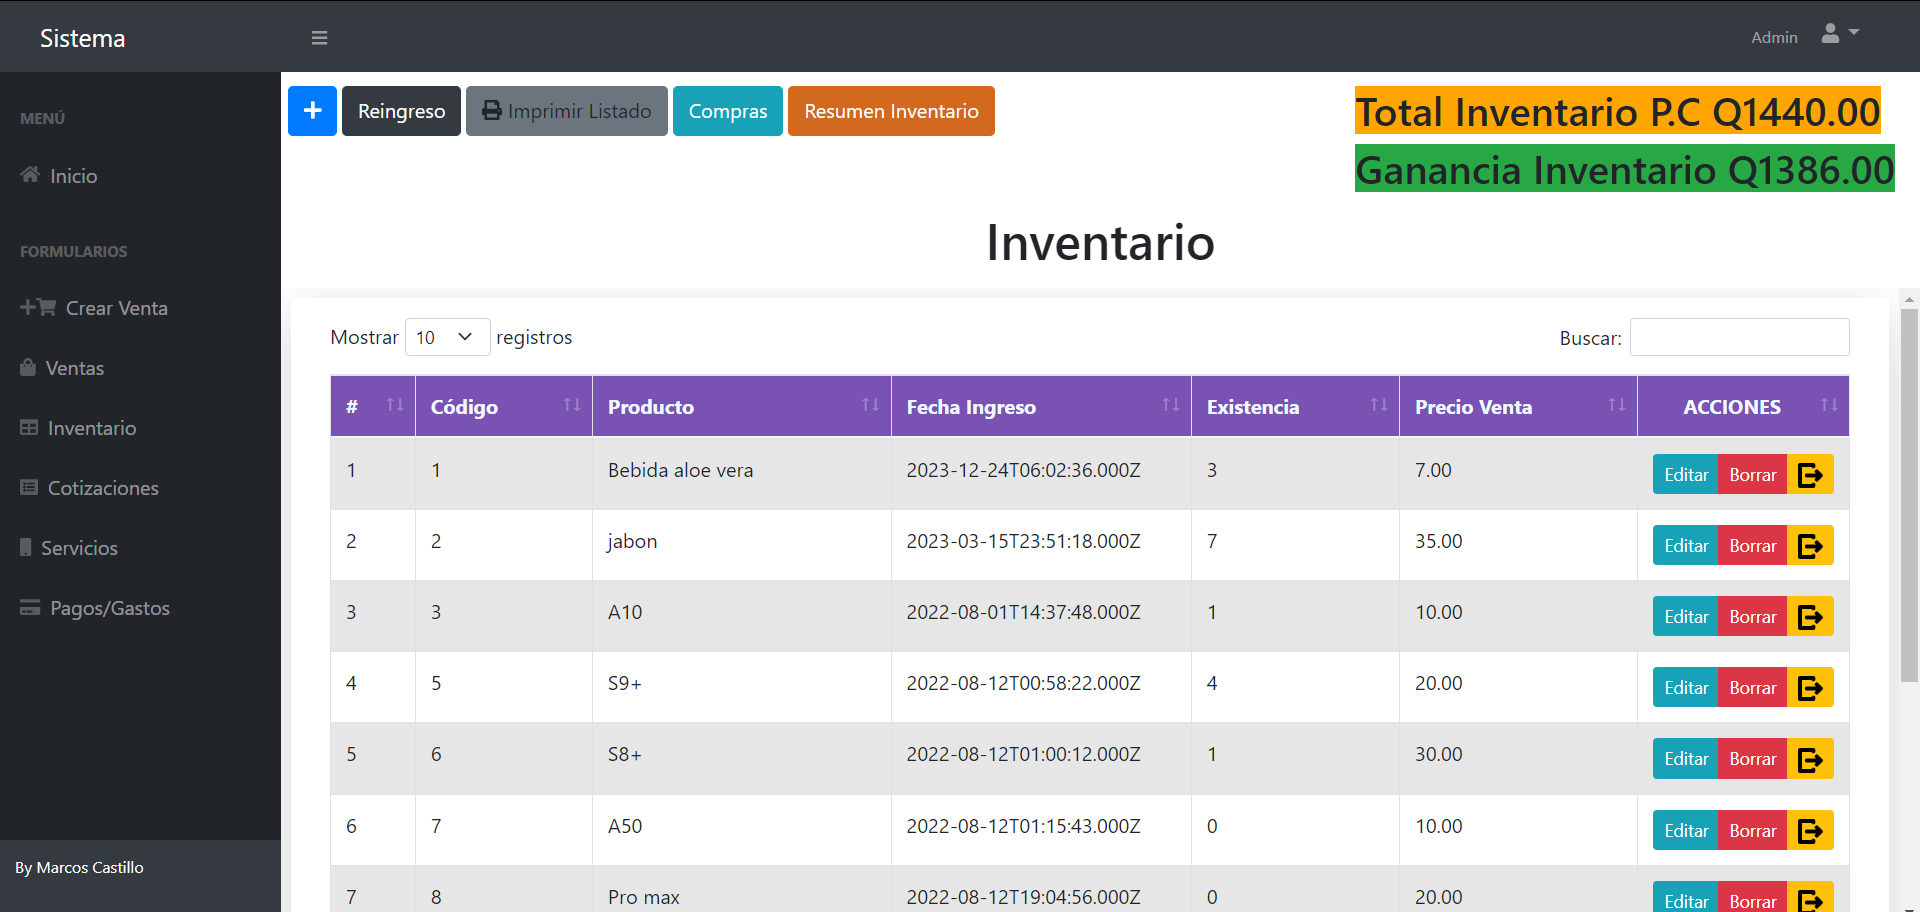 Sistema
Admin
MENÚ
Inicio
FORMULARIOS
Crear Venta
Ventas
Inventario
Cotizaciones
Servicios
Pagos/Gastos
By Marcos Castillo
+ Reingreso Imprimir Listado Compras Resumen Inventario
Total Inventario P.C Q1440.00
Ganancia Inventario Q1386.00
Inventario
Mostrar 10 registros
Buscar:
# Código Producto Fecha Ingreso Existencia Precio Venta ACCIONES
1 1 Bebida aloe vera 2023-12-24T06:02:36.000Z 3 7.00 Editar Borrar
2 2 jabon 2023-03-15T23:51:18.000Z 7 35.00 Editar Borrar
3 3 A10 2022-08-01T14:37:48.000Z 1 10.00 Editar Borrar
4 5 S9+ 2022-08-12T00:58:22.000Z 4 20.00 Editar Borrar
5 6 S8+ 2022-08-12T01:00:12.000Z 1 30.00 Editar Borrar
6 7 A50 2022-08-12T01:15:43.000Z 0 10.00 Editar Borrar
7 8 Pro max 2022-08-12T19:04:56.000Z 0 20.00 Editar Borrar